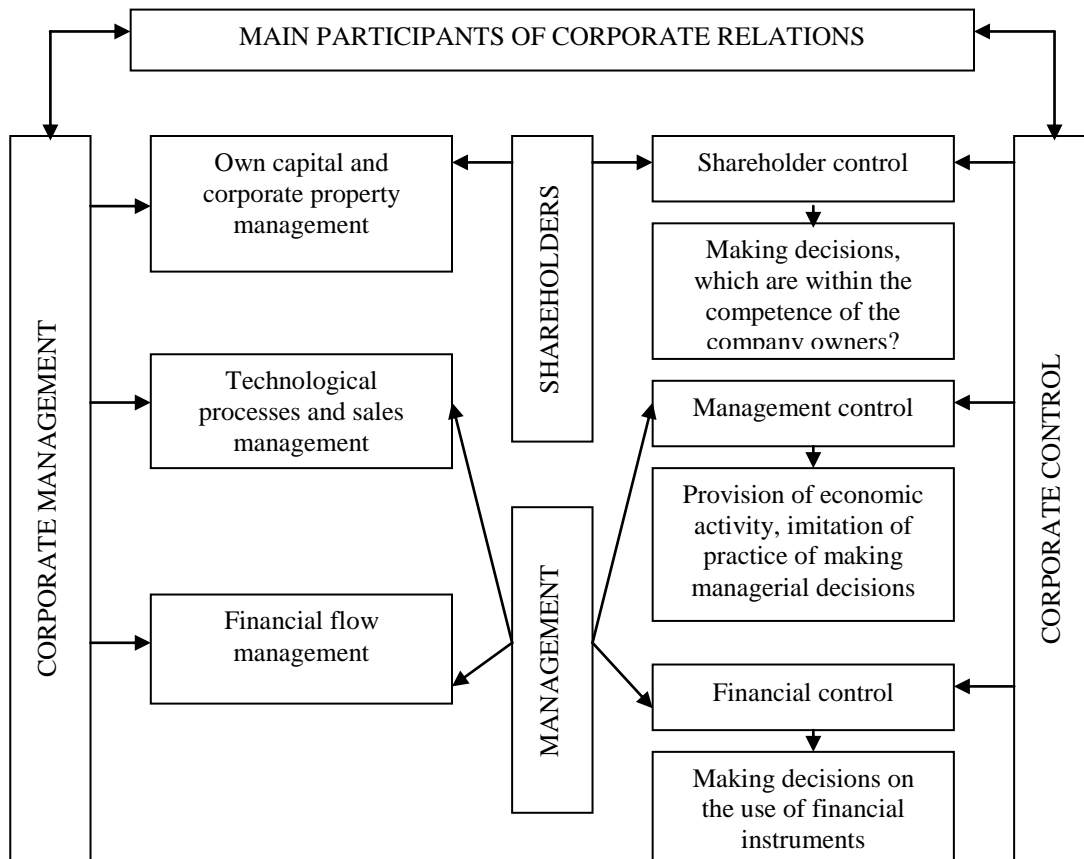 MAIN PARTICIPANTS OF CORPORATE RELATIONS
CORPORATE MANAGEMENT
Own capital and
corporate property
management
Technological
processes and sales
management
Financial flow
management
SHAREHOLDERS
MANAGEMENT
Shareholder control
Making decisions,
which are within the
competence of the
company owners?
Management control
Provision of economic
activity, imitation of
practice of making
managerial decisions
Financial control
Making decisions on
the use of financial
instruments
CORPORATE CONTROL